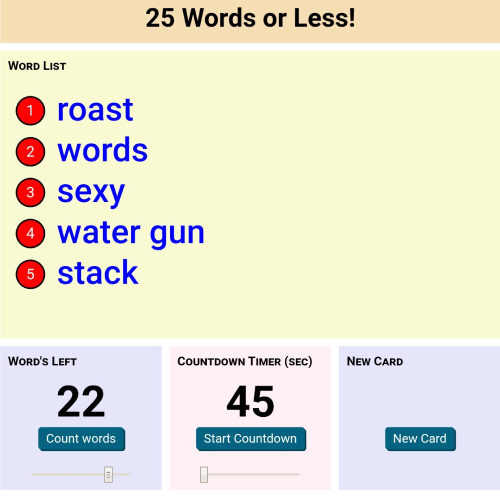 25 Words or Less!
Word List
1 roast
2 words
3 sexy
4 water gun
5 stack
Word's Left
22
Count words
Countdown Timer (sec)
45
Start Countdown
New Card
New Card